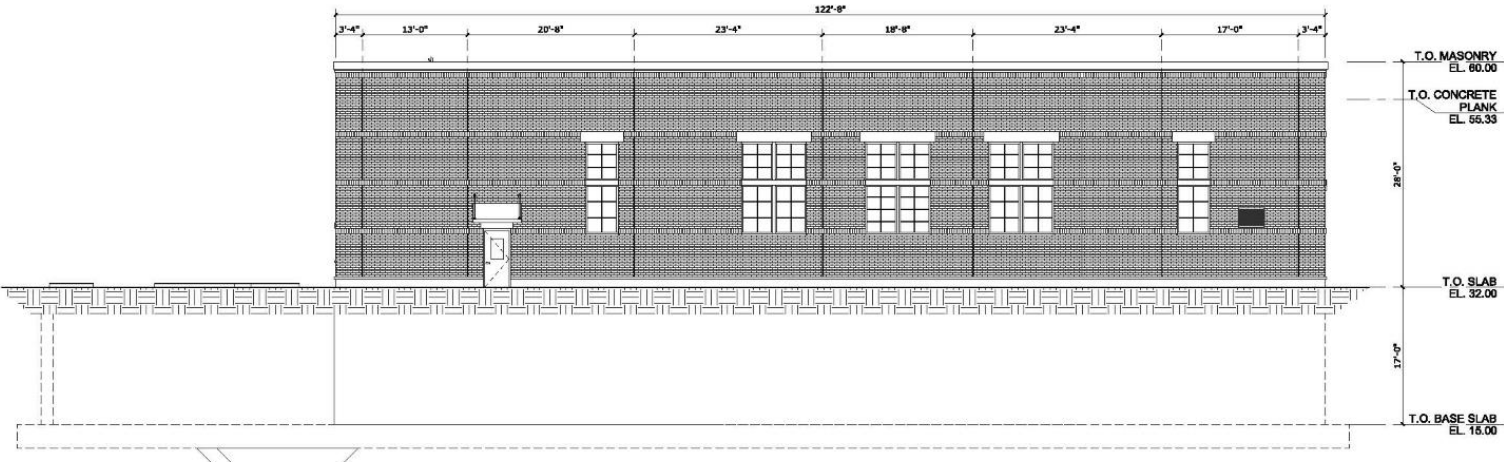 122'-8"
3'-4" 13'-0" 20'-8" 23'-4" 18'-8" 23'-4" 17'-0" 3'-4"
T.O. MASONRY
EL. 60.00
T.O. CONCRETE
PLANK
EL. 55.33
28'-0"
T.O. SLAB
EL. 32.00
17'-0"
T.O. BASE SLAB
EL. 15.00